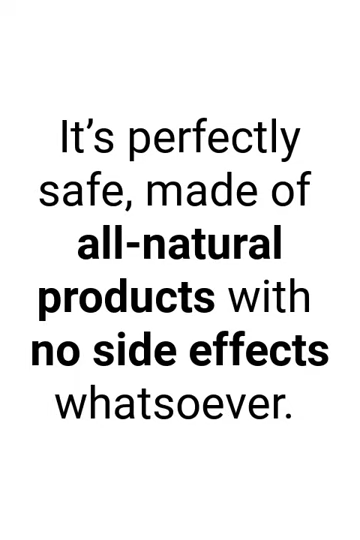 It’s perfectly
safe, made of
all-natural
products with
no side effects
whatsoever.